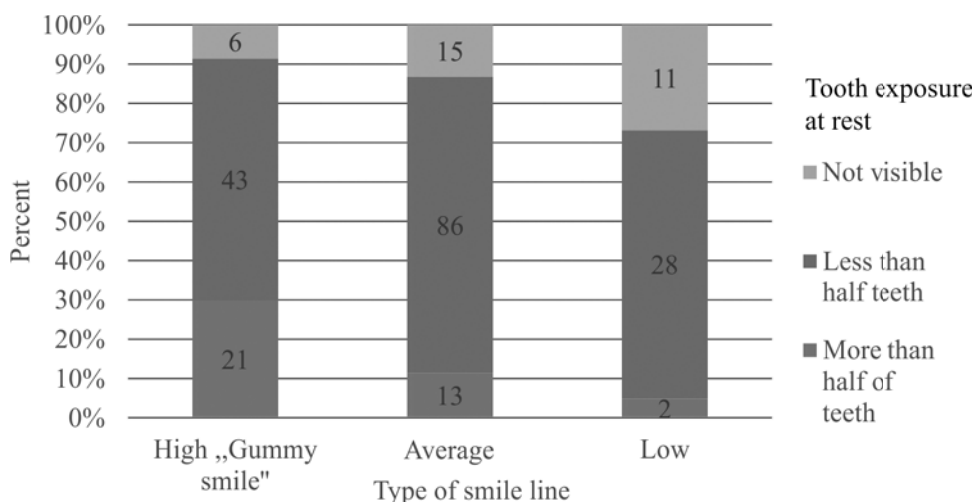 100%
90%
80%
70%
60%
50%
40%
30%
20%
10%
0%
Percent
6
43
21
15
86
13
11
28
2
High „Gummy
smile"
Average
Low
Type of smile line
Tooth exposure
at rest
Not visible
Less than
half teeth
More than
half of
teeth